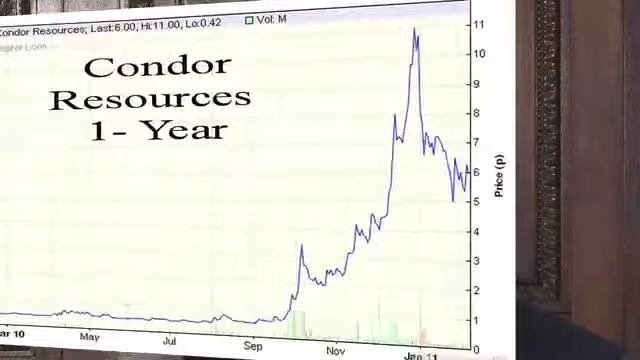 Condor Resources; Last:6.00, Hi:11.00, Lo:0.42 Vol: M
Condor
Resources
1- Year
11
10
9
8
7
6
5
4
3
2
1
0
Price (p)
ar 10 May Jul Sep Nov Jan 11